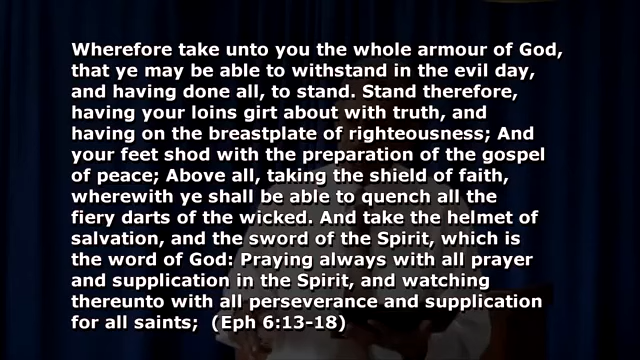 Wherefore take unto you the whole armour of God,
that ye may be able to withstand in the evil day,
and having done all, to stand. Stand therefore,
having your loins girt about with truth, and
having on the breastplate of righteousness; And
your feet shod with the preparation of the gospel
of peace; Above all, taking the shield of faith,
wherewith ye shall be able to quench all the
fiery darts of the wicked. And take the helmet of
salvation, and the sword of the Spirit, which is
the word of God: Praying always with all prayer
and supplication in the Spirit, and watching
thereunto with all perseverance and supplication
for all saints;  (Eph 6:13-18)